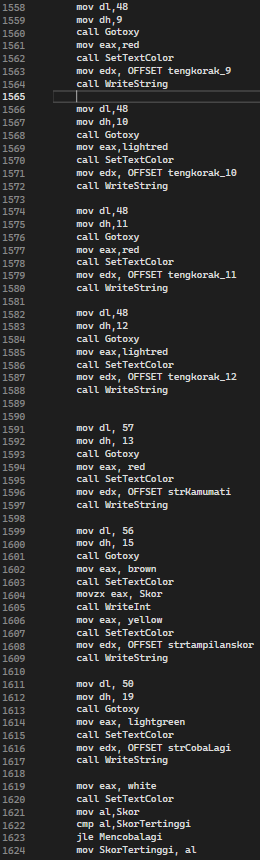 1558 mov dl,48
1559 mov dh,9
1560 call Gotoxy
1561 mov eax,red
1562 call SetTextColor
1563 mov edx, OFFSET tengkorak_9
1564 call WriteString
1565
1566 mov dl,48
1567 mov dh,10
1568 call Gotoxy
1569 mov eax,lightred
1570 call SetTextColor
1571 mov edx, OFFSET tengkorak_10
1572 call WriteString
1573
1574 mov dl,48
1575 mov dh,11
1576 call Gotoxy
1577 mov eax,red
1578 call SetTextColor
1579 mov edx, OFFSET tengkorak_11
1580 call WriteString
1581
1582 mov dl,48
1583 mov dh,12
1584 call Gotoxy
1585 mov eax,lightred
1586 call SetTextColor
1587 mov edx, OFFSET tengkorak_12
1588 call WriteString
1589
1590
1591 mov dl, 57
1592 mov dh, 13
1593 call Gotoxy
1594 mov eax, red
1595 call SetTextColor
1596 mov edx, OFFSET strKamumati
1597 call WriteString
1598
1599 mov dl, 56
1600 mov dh, 15
1601 call Gotoxy
1602 mov eax, brown
1603 call SetTextColor
1604 movzx eax, Skor
1605 call WriteInt
1606 mov eax, yellow
1607 call SetTextColor
1608 mov edx, OFFSET strtampilanskor
1609 call WriteString
1610
1611 mov dl, 50
1612 mov dh, 19
1613 call Gotoxy
1614 mov eax, lightgreen
1615 call SetTextColor
1616 mov edx, OFFSET strCobaLagi
1617 call WriteString
1618
1619 mov eax, white
1620 call SetTextColor
1621 mov al,Skor
1622 cmp al,SkorTertinggi
1623 jle Mencobalagi
1624 mov SkorTertinggi, al